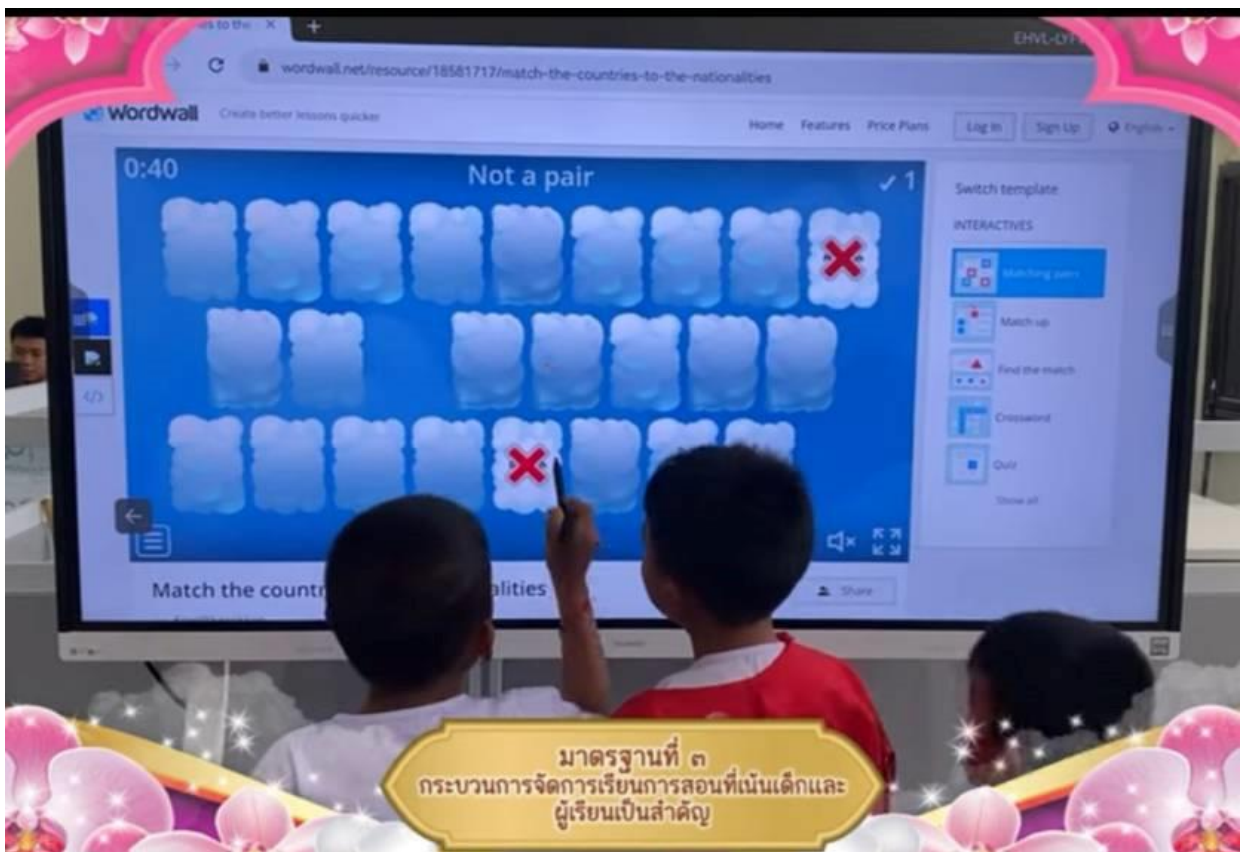 wordwall.net/resource/18581717/match-the-countries-to-the-nationalities
Wordwall Create better lessons quicker
Home Features Price Plans Log In Sign Up English
0:40 Not a pair ✓ 1
Switch template
INTERACTIVES
Matching pairs
Match up
Find the match
Crossword
Quiz
Show all
Match the countr alities
Share
มาตรฐานที่ ๓
กระบวนการจัดการเรียนการสอนที่เน้นเด็กและ
ผู้เรียนเป็นสำคัญ